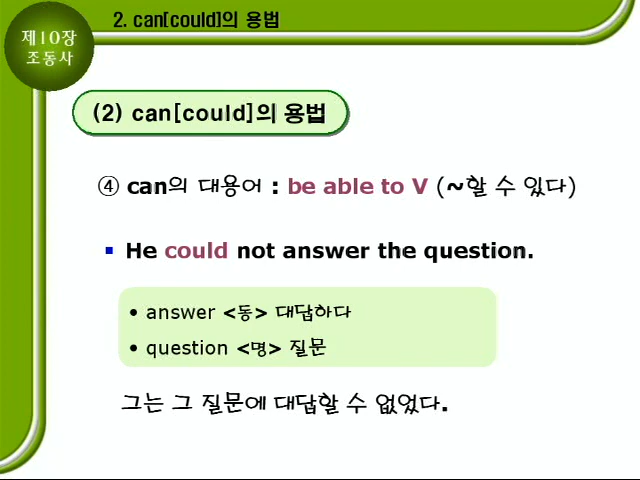 2. can[could]의 용법
제10장
조동사
(2) can[could]의 용법
④ can의 대용어 : be able to V (~할 수 있다)
▪ He could not answer the question.
• answer <동> 대답하다
• question <명> 질문
그는 그 질문에 대답할 수 없었다.